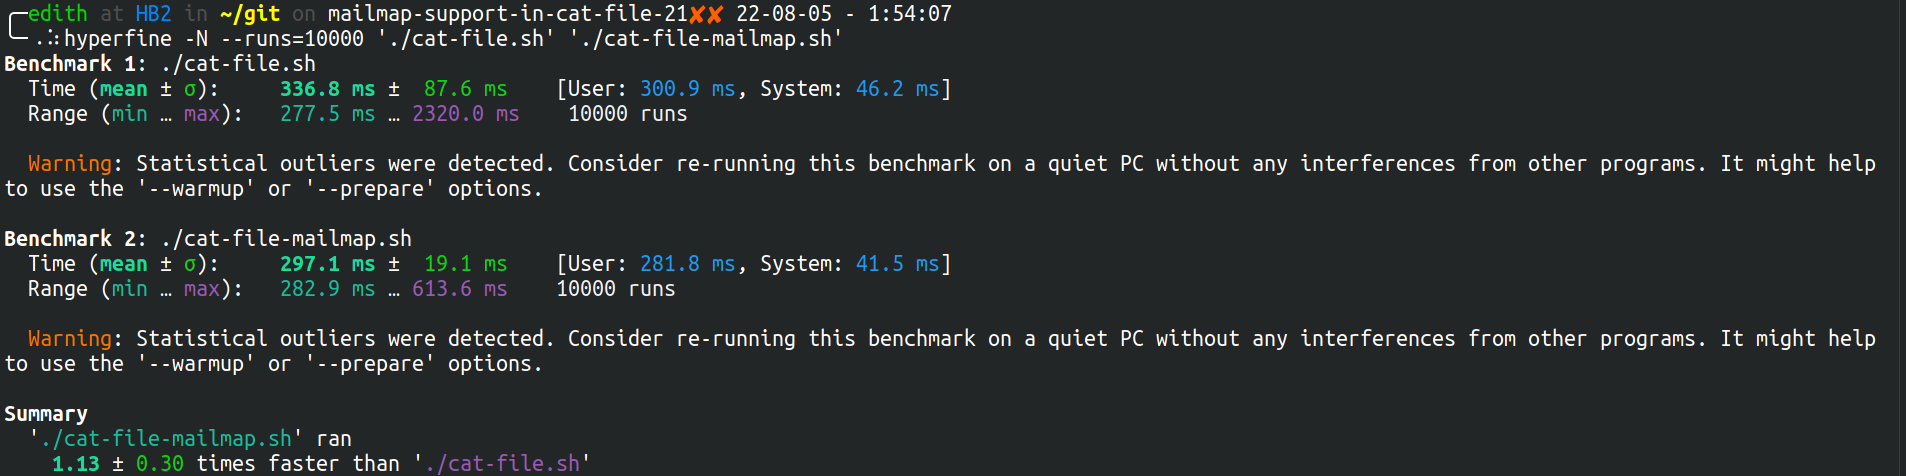 edith at HB2 in ~/git on mailmap-support-in-cat-file-21✘✘ 22-08-05 - 1:54:07
hyperfine -N --runs=10000 './cat-file.sh' './cat-file-mailmap.sh'
Benchmark 1: ./cat-file.sh
Time (mean ± σ): 336.8 ms ± 87.6 ms [User: 300.9 ms, System: 46.2 ms]
Range (min … max): 277.5 ms … 2320.0 ms 10000 runs
Warning: Statistical outliers were detected. Consider re-running this benchmark on a quiet PC without any interferences from other programs. It might help
to use the '--warmup' or '--prepare' options.
Benchmark 2: ./cat-file-mailmap.sh
Time (mean ± σ): 297.1 ms ± 19.1 ms [User: 281.8 ms, System: 41.5 ms]
Range (min … max): 282.9 ms … 613.6 ms 10000 runs
Warning: Statistical outliers were detected. Consider re-running this benchmark on a quiet PC without any interferences from other programs. It might help
to use the '--warmup' or '--prepare' options.
Summary
'./cat-file-mailmap.sh' ran
1.13 ± 0.30 times faster than './cat-file.sh'